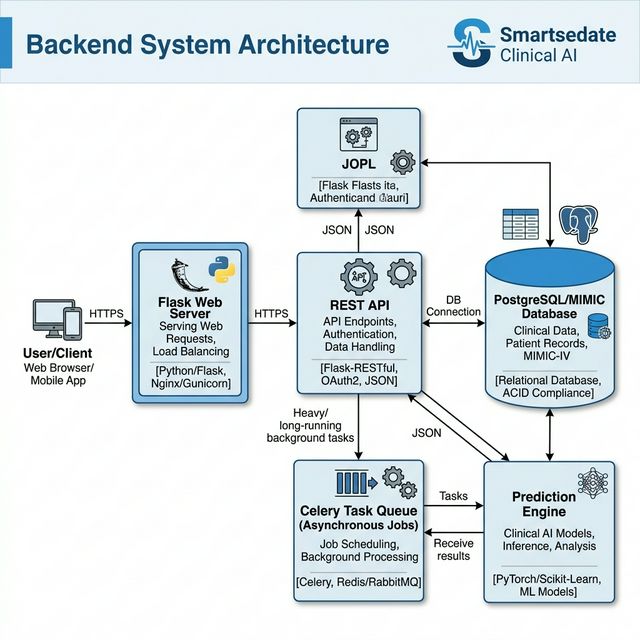 Backend System Architecture
Smartsedate
Clinical AI
JOPL
[Flask Flasts ita,
Authenticand
JSON JSON
User/Client
Web Browser/
Mobile App
HTTPS
Flask Web
Server
Serving Web
Requests,
Load Balancing
[Python/Flask,
Nginx/Gunicorn]
HTTPS
API
REST API
API Endpoints,
Authentication,
Data Handling
[Flask-RESTful,
OAuth2, JSON]
DB
Connection
PostgreSQL/MIMIC
Database
Clinical Data,
Patient Records,
MIMIC-IV
[Relational Database,
ACID Compliance]
Heavy/
long-running
background tasks
JSON
Celery Task Queue
(Asynchronous Jobs)
Job Scheduling,
Background Processing
[Celery, Redis/RabbitMQ]
Tasks
Receive
results
Prediction
Engine
Clinical AI Models,
Inference, Analysis
[PyTorch/Scikit-Learn,
ML Models]